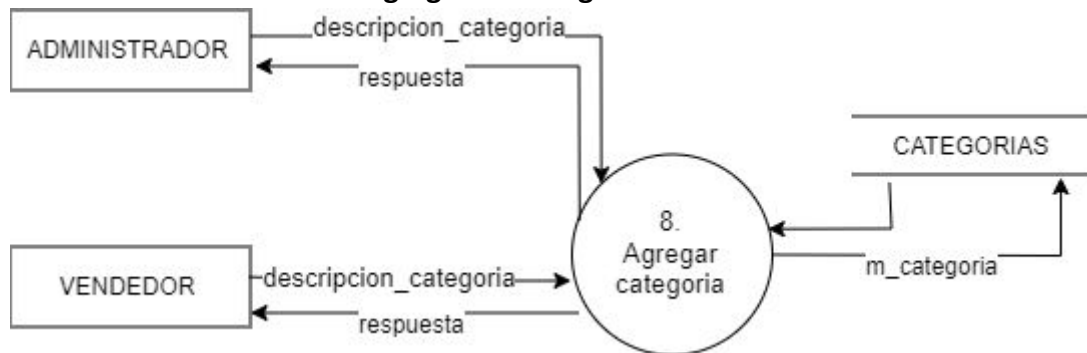 descripcion_categoria
ADMINISTRADOR
respuesta
CATEGORIAS
8.
Agregar
categoria
m_categoria
VENDEDOR
descripcion_categoria
respuesta